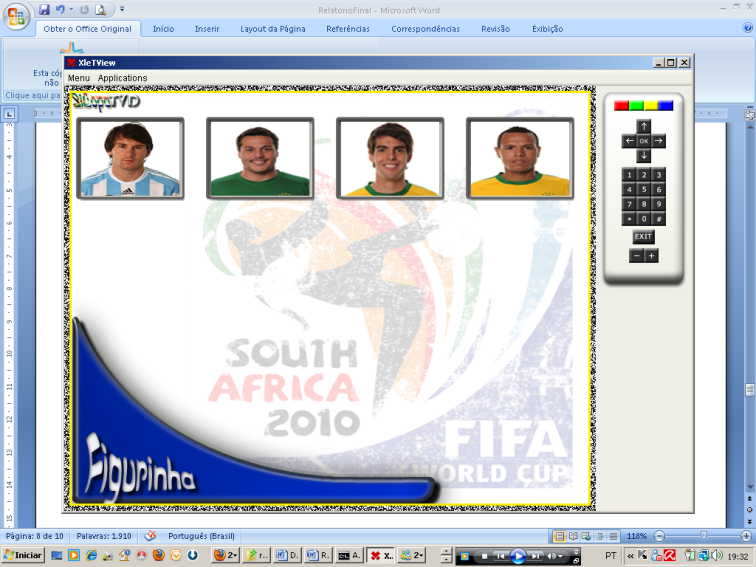 RelatorioFinal - Microsoft Word
Obter o Office Original Início Inserir Layout da Página Referências Correspondências Revisão Exibição
Esta có
não
Clique aqui pa
XleTView
Menu Applications
OK
1 2 3
4 5 6
7 8 9
* 0 #
EXIT
- +
SOUTH
AFRICA
2010
FIFA
WORLD CUP
Figurinha
Página: 8 de 10 Palavras: 1.910 Português (Brasil) 118%
Iniciar 2 r... D. R. A. X.. 2 PT 19:32